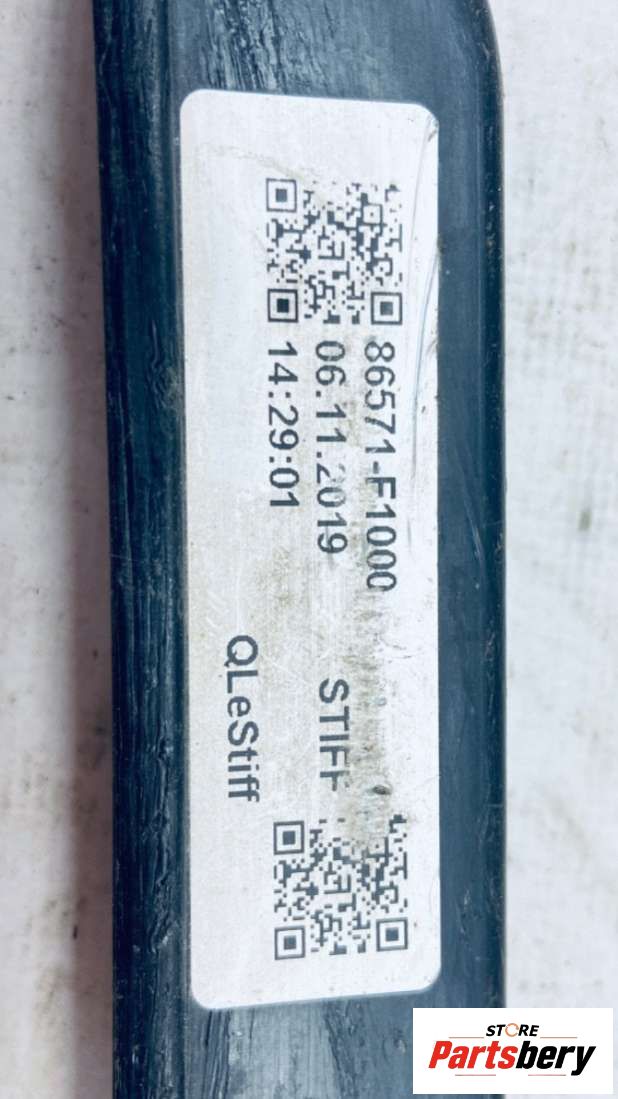 86571-F1000
06.11.2019 STIFF
14:29:01
QLeStiff
STORE
Partsbery